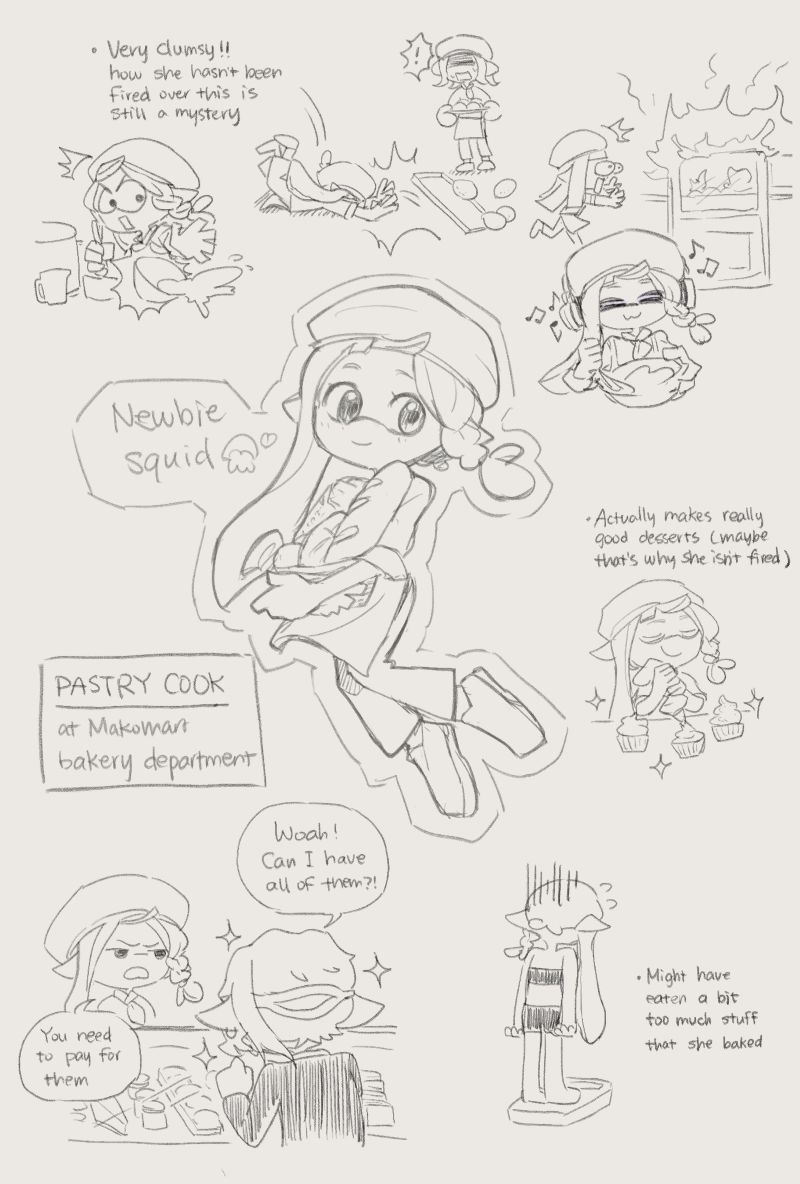 • Very clumsy!!
how she hasn't been
fired over this is
still a mystery
!
Newbie
squid
• Actually makes really
good desserts (maybe
that's why she isn't fired)
PASTRY COOK
at Makomart
bakery department
Woah!
Can I have
all of them?!
You need
to pay for
them
• Might have
eaten a bit
too much stuff
that she baked